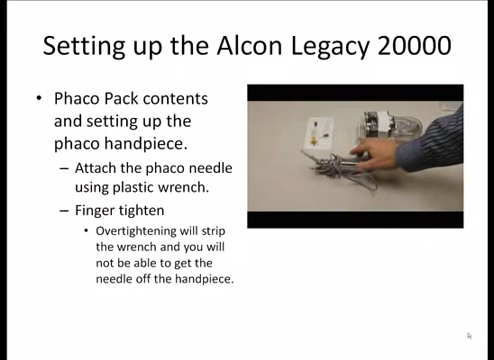 Setting up the Alcon Legacy 20000
• Phaco Pack contents
and setting up the
phaco handpiece.
– Attach the phaco needle
using plastic wrench.
– Finger tighten
• Overtightening will strip
the wrench and you will
not be able to get the
needle off the handpiece.